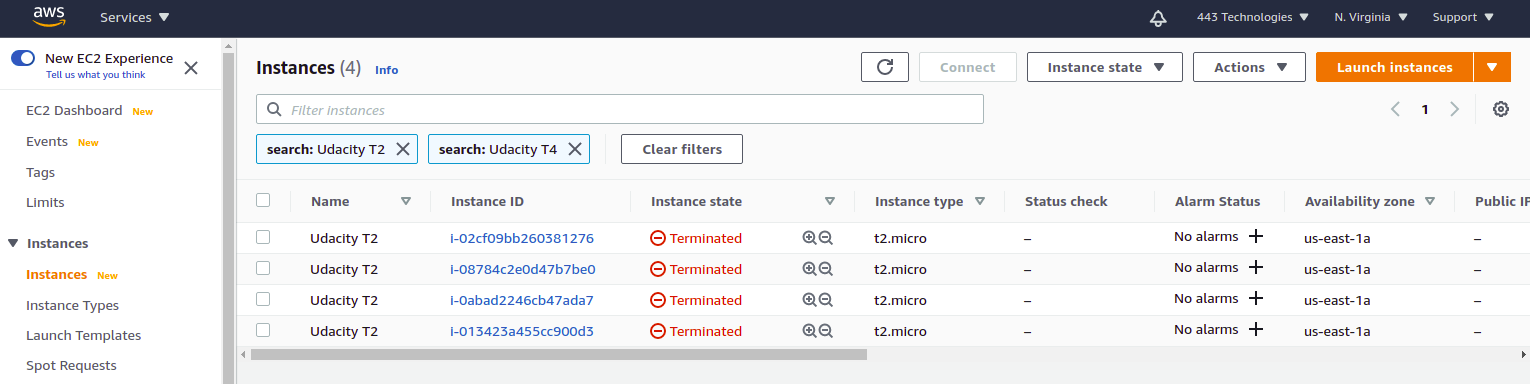 aws Services 443 Technologies N. Virginia Support
New EC2 Experience
Tell us what you think
EC2 Dashboard New
Events New
Tags
Limits
Instances
Instances New
Instance Types
Launch Templates
Spot Requests
Instances (4) Info Connect Instance state Actions Launch instances
Filter instances 1
search: Udacity T2 search: Udacity T4 Clear filters
Name Instance ID Instance state Instance type Status check Alarm Status Availability zone Public IP
Udacity T2 i-02cf09bb260381276 Terminated t2.micro – No alarms + us-east-1a –
Udacity T2 i-08784c2e0d47b7be0 Terminated t2.micro – No alarms + us-east-1a –
Udacity T2 i-0abad2246cb47ada7 Terminated t2.micro – No alarms + us-east-1a –
Udacity T2 i-013423a455cc900d3 Terminated t2.micro – No alarms + us-east-1a –